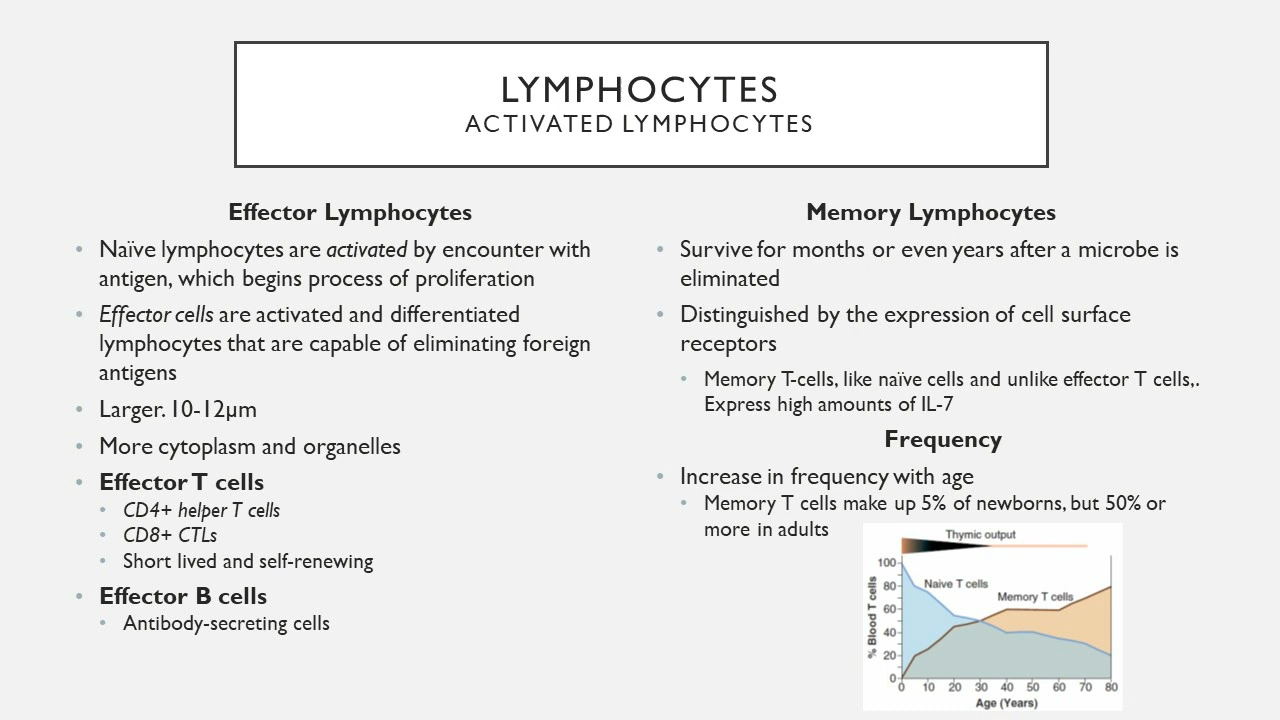 LYMPHOCYTES
ACTIVATED LYMPHOCYTES
Effector Lymphocytes
• Naïve lymphocytes are activated by encounter with
antigen, which begins process of proliferation
• Effector cells are activated and differentiated
lymphocytes that are capable of eliminating foreign
antigens
• Larger. 10-12µm
• More cytoplasm and organelles
• Effector T cells
• CD4+ helper T cells
• CD8+ CTLs
• Short lived and self-renewing
• Effector B cells
• Antibody-secreting cells
Memory Lymphocytes
• Survive for months or even years after a microbe is
eliminated
• Distinguished by the expression of cell surface
receptors
• Memory T-cells, like naïve cells and unlike effector T cells,.
Express high amounts of IL-7
Frequency
• Increase in frequency with age
• Memory T cells make up 5% of newborns, but 50% or
more in adults
Thymic output
% Blood T cells
100
80
60
40
20
0
Naive T cells
Memory T cells
0 10 20 30 40 50 60 70 80
Age (Years)